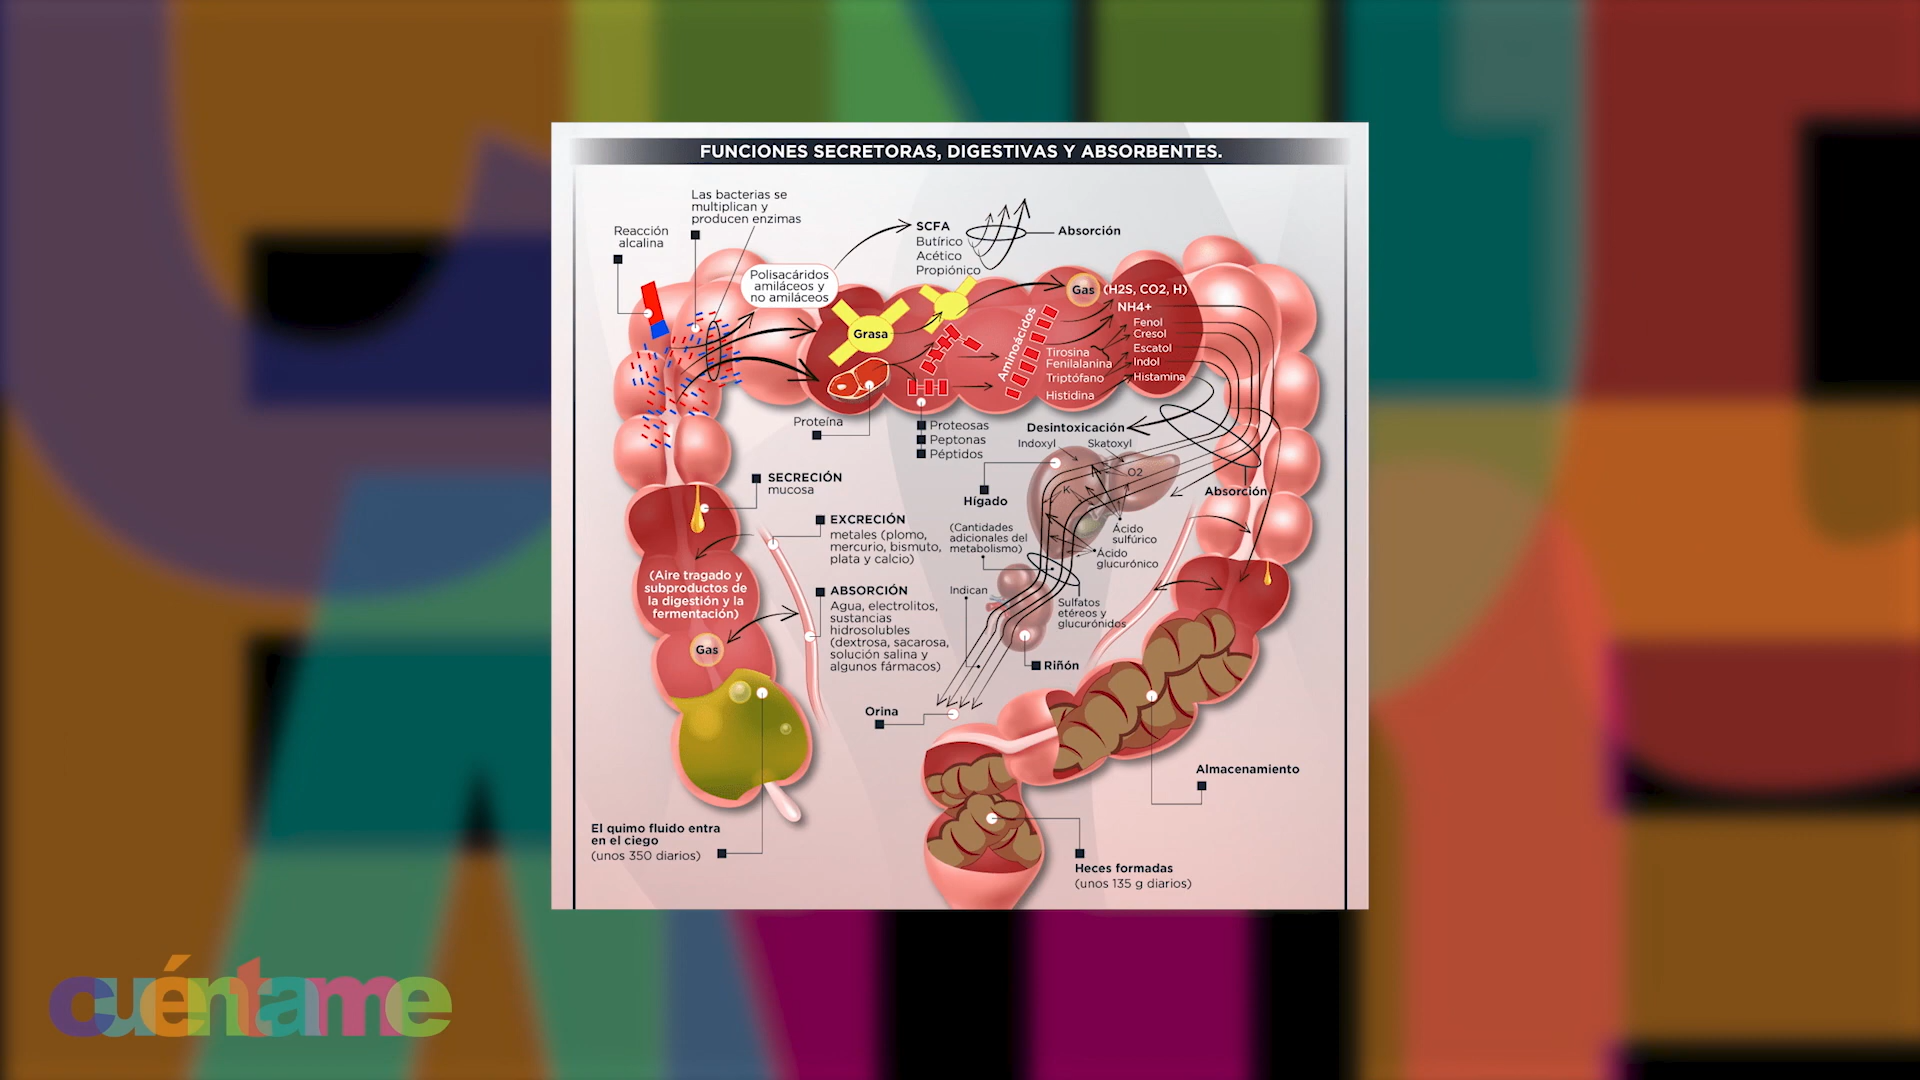 FUNCIONES SECRETORAS, DIGESTIVAS Y ABSORBENTES.
Las bacterias se
multiplican y
producen enzimas
Reacción
alcalina
Polisacáridos
amiláceos y
no amiláceos
SCFA
Butírico
Acético
Propiónico
Absorción
Grasa
Aminoácidos
Gas
(H2S, CO2, H)
NH4+
Fenol
Cresol
Escatol
Indol
Histamina
Tirosina
Fenilalanina
Triptófano
Histidina
Proteína
Proteosas
Peptonas
Péptidos
Desintoxicación
Indoxyl
Skatoxyl
O2
K
Hígado
Absorción
SECRECIÓN
mucosa
EXCRECIÓN
metales (plomo,
mercurio, bismuto,
plata y calcio)
(Cantidades
adicionales del
metabolismo)
Ácido
sulfúrico
Ácido
glucurónico
(Aire tragado y
subproductos de
la digestión y la
fermentación)
Gas
ABSORCIÓN
Agua, electrolitos,
sustancias
hidrosolubles
(dextrosa, sacarosa,
solución salina y
algunos fármacos)
Indican
Sulfatos
etéreos y
glucurónidos
Riñón
Orina
Almacenamiento
El quimo fluido entra
en el ciego
(unos 350 diarios)
Heces formadas
(unos 135 g diarios)
cuéntame